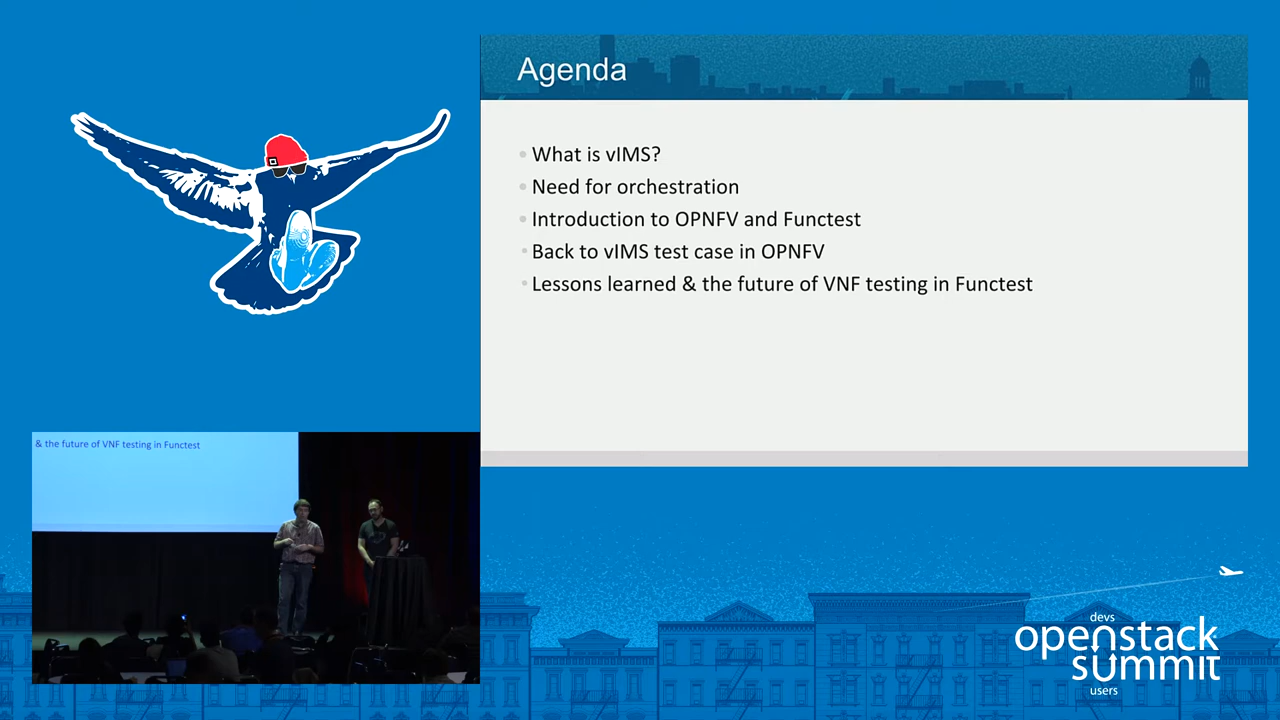 Agenda
What is vIMS?
Need for orchestration
Introduction to OPNFV and Functest
Back to vIMS test case in OPNFV
Lessons learned & the future of VNF testing in Functest
& the future of VNF testing in Functest
devs
openstack
summit
users